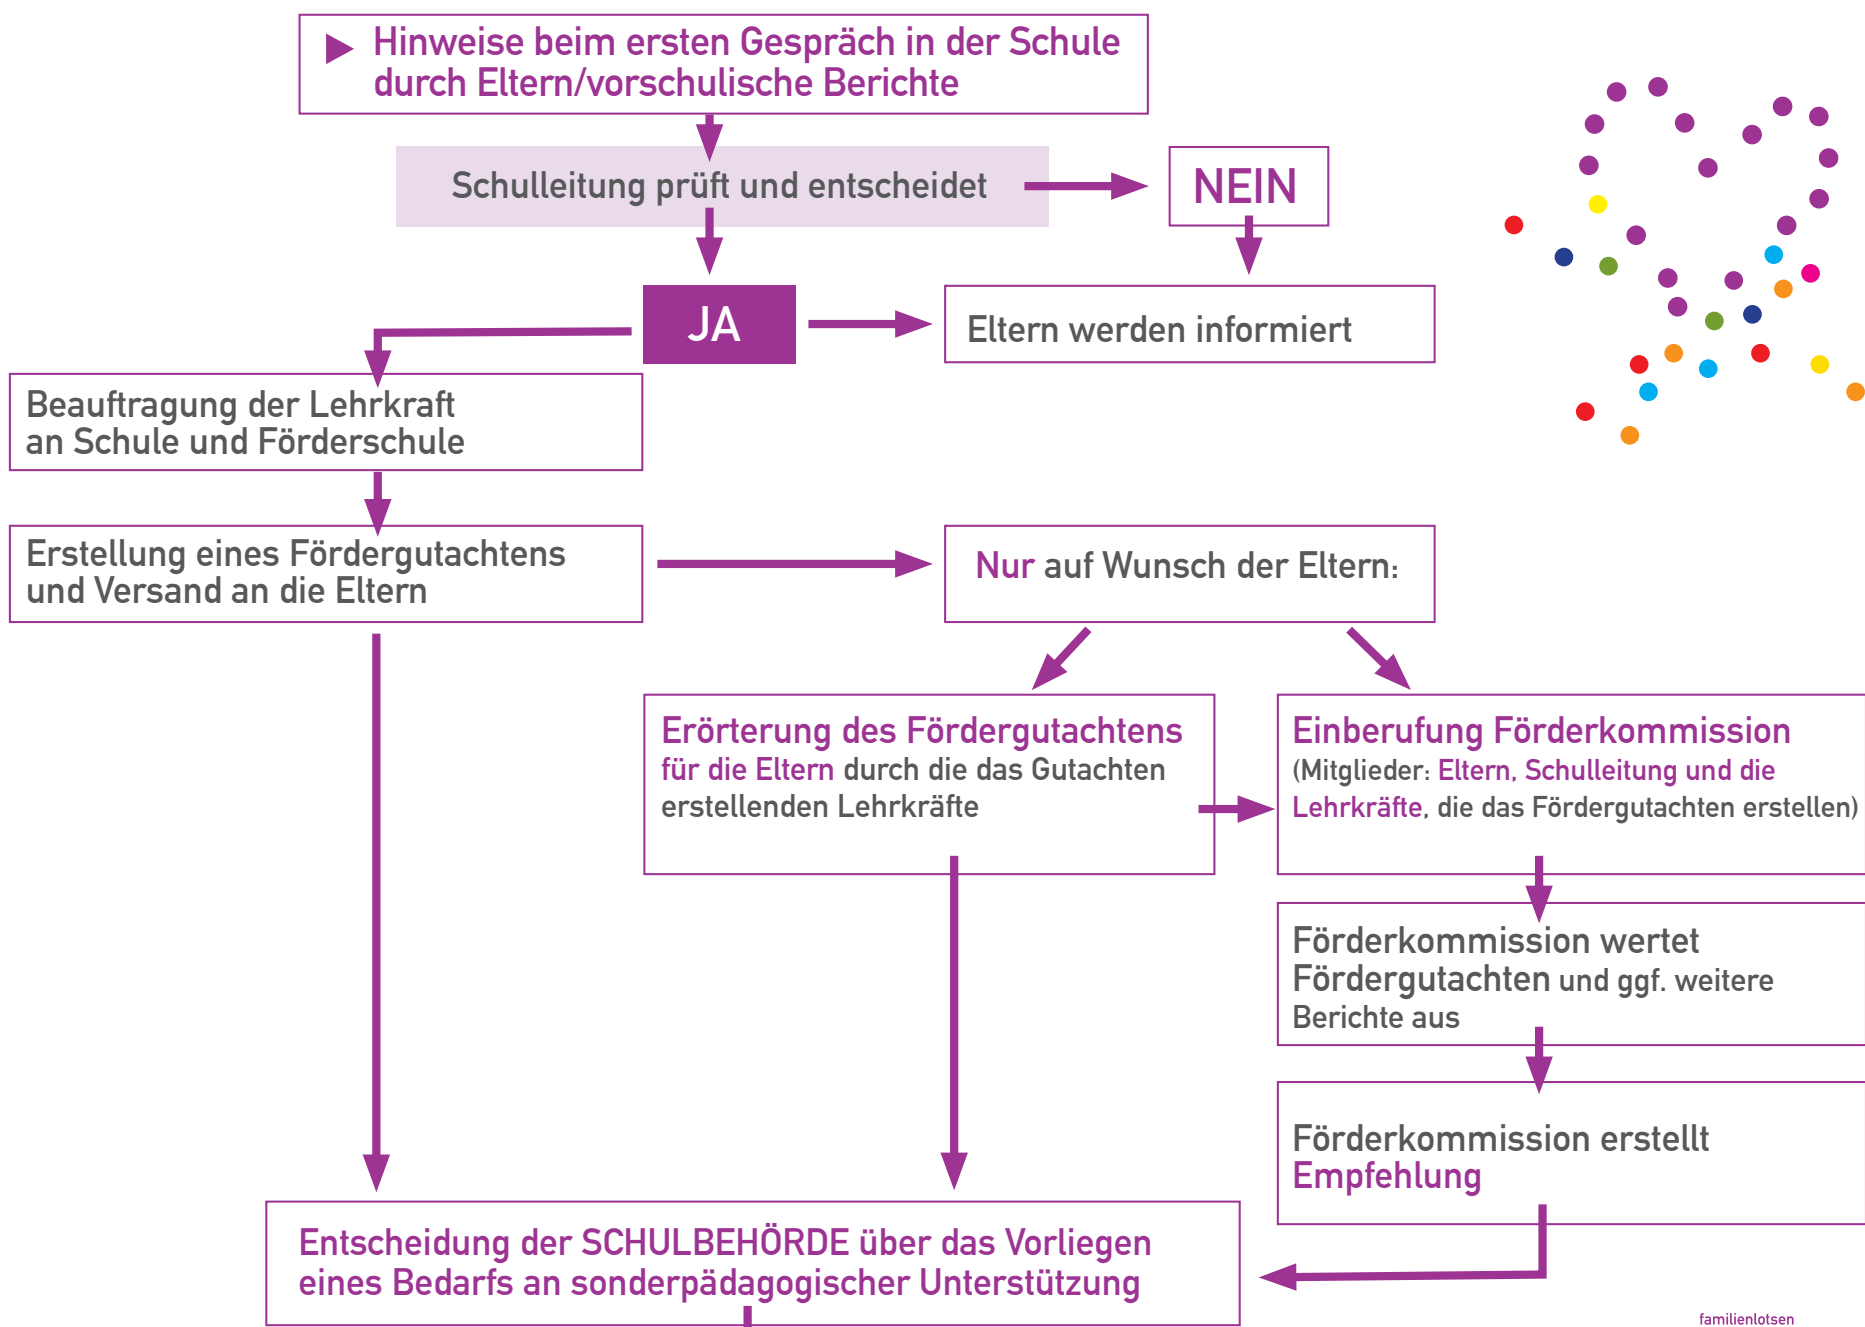 Hinweise beim ersten Gespräch in der Schule
durch Eltern/vorschulische Berichte
Schulleitung prüft und entscheidet
NEIN
JA
Eltern werden informiert
Beauftragung der Lehrkraft
an Schule und Förderschule
Erstellung eines Fördergutachtens
und Versand an die Eltern
Nur auf Wunsch der Eltern:
Erörterung des Fördergutachtens
für die Eltern durch die das Gutachten
erstellenden Lehrkräfte
Einberufung Förderkommission
(Mitglieder: Eltern, Schulleitung und die
Lehrkräfte, die das Fördergutachten erstellen)
Förderkommission wertet
Fördergutachten und ggf. weitere
Berichte aus
Förderkommission erstellt
Empfehlung
Entscheidung der SCHULBEHÖRDE über das Vorliegen
eines Bedarfs an sonderpädagogischer Unterstützung
familienlotsen